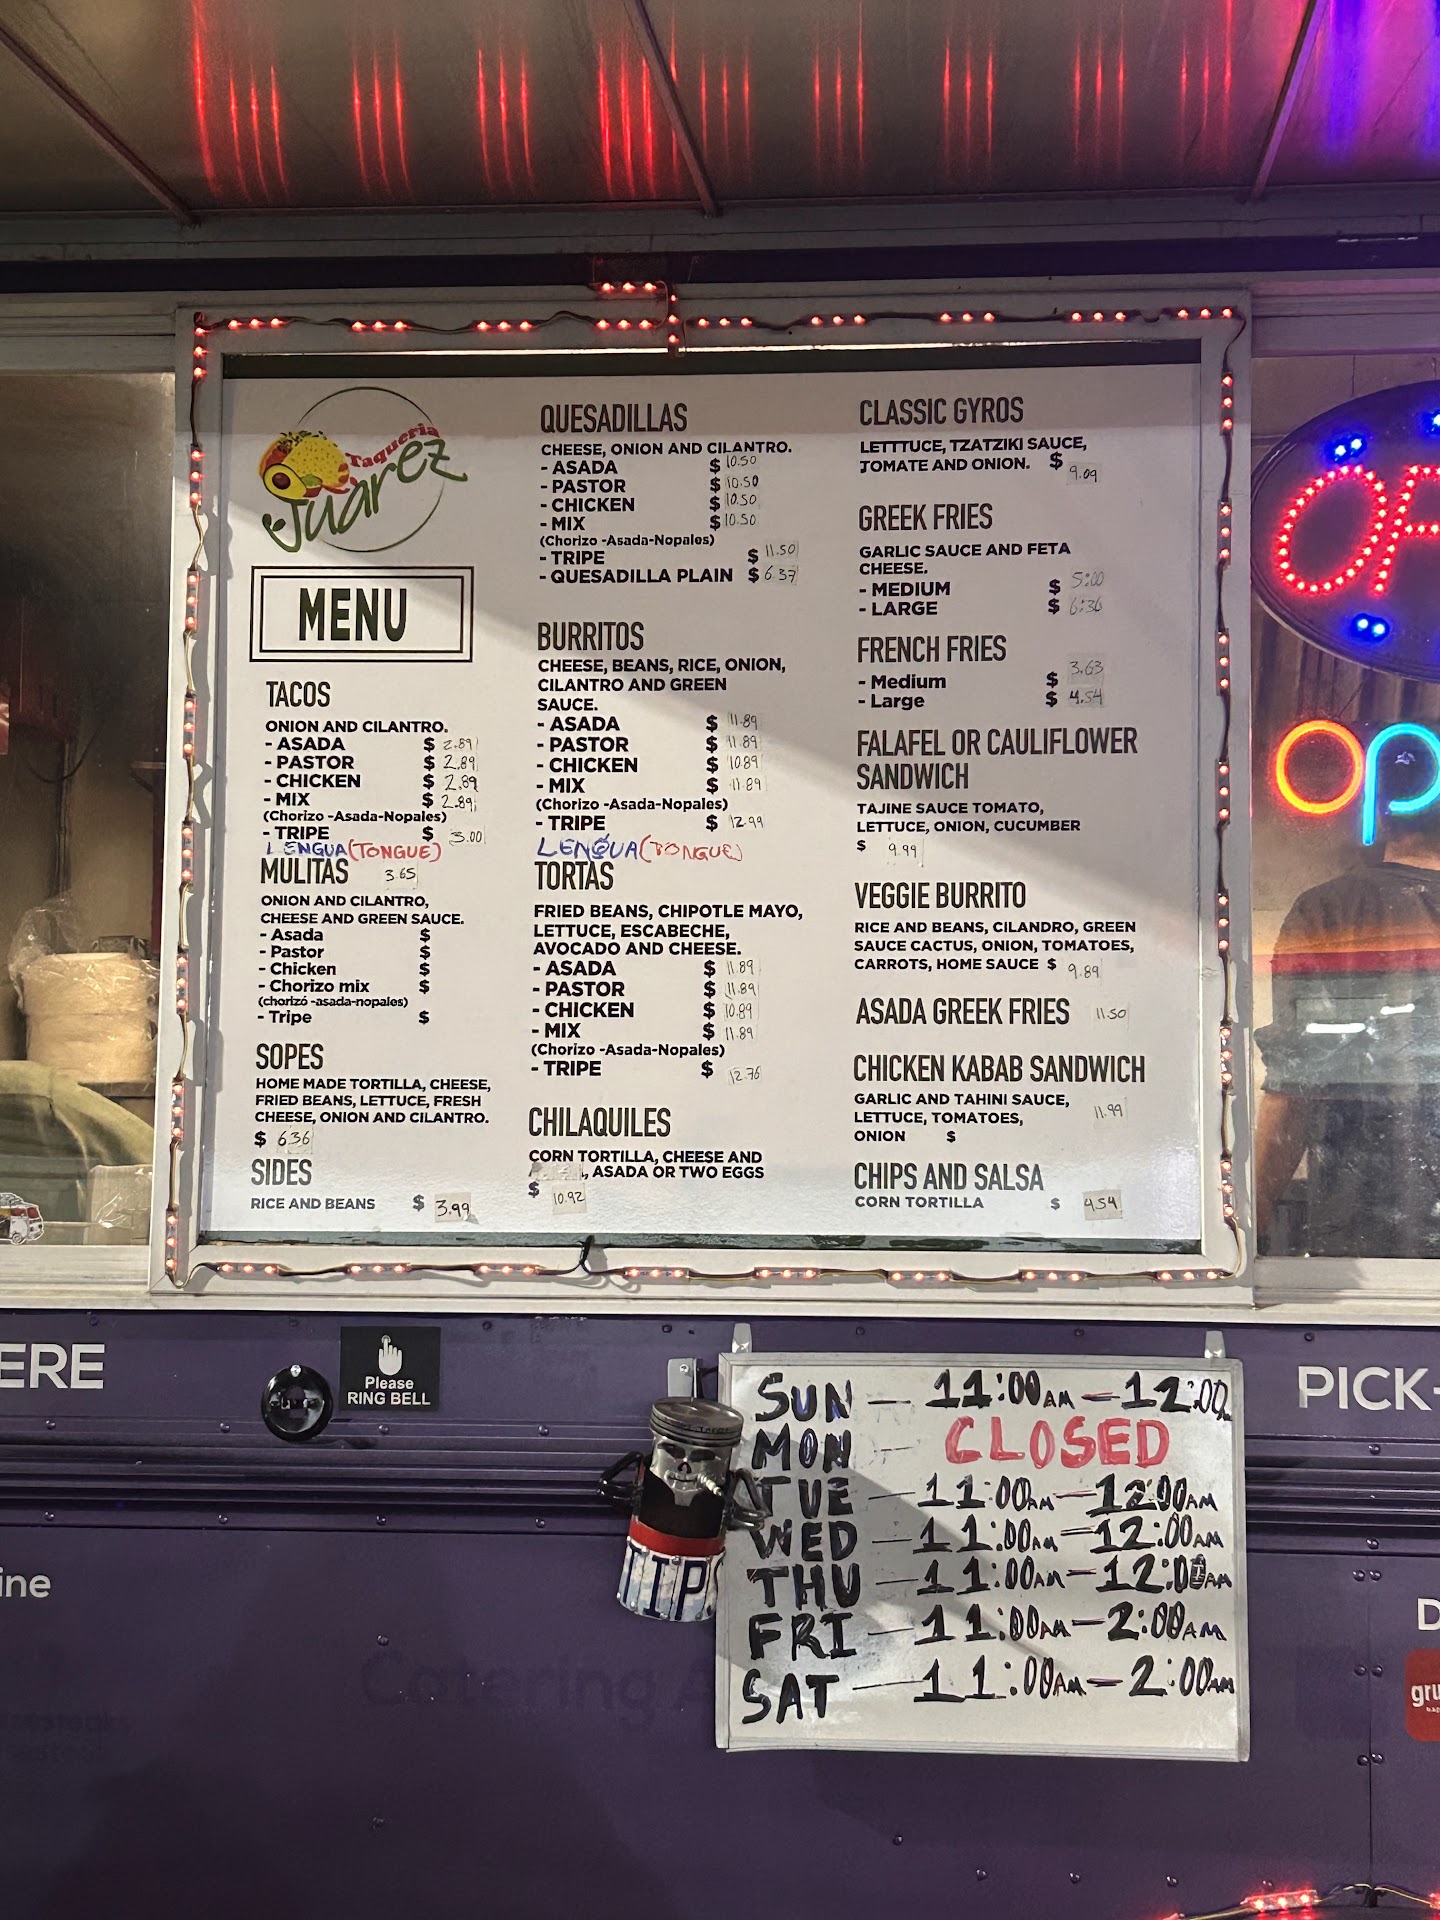 Taqueria
Juarez
MENU
TACOS
ONION AND CILANTRO.
- ASADA $ 2.89
- PASTOR $ 2.89
- CHICKEN $ 2.89
- MIX $ 2.89
(Chorizo -Asada-Nopales)
- TRIPE $ 3.00
LENGUA (TONGUE)
MULITAS 3.65
ONION AND CILANTRO,
CHEESE AND GREEN SAUCE.
- Asada $
- Pastor $
- Chicken $
- Chorizo mix $
(chorizó -asada-nopales)
- Tripe $
SOPES
HOME MADE TORTILLA, CHEESE,
FRIED BEANS, LETTUCE, FRESH
CHEESE, ONION AND CILANTRO.
$ 6.36
SIDES
RICE AND BEANS $ 3.99
QUESADILLAS
CHEESE, ONION AND CILANTRO.
- ASADA $ 10.50
- PASTOR $ 10.50
- CHICKEN $ 10.50
- MIX $ 10.50
(Chorizo -Asada-Nopales)
- TRIPE $ 11.50
- QUESADILLA PLAIN $ 6.37
BURRITOS
CHEESE, BEANS, RICE, ONION,
CILANTRO AND GREEN
SAUCE.
- ASADA $ 11.89
- PASTOR $ 11.89
- CHICKEN $ 10.89
- MIX $ 11.89
(Chorizo -Asada-Nopales)
- TRIPE $ 12.99
LENGUA (TONGUE)
TORTAS
FRIED BEANS, CHIPOTLE MAYO,
LETTUCE, ESCABECHE,
AVOCADO AND CHEESE.
- ASADA $ 11.89
- PASTOR $ 11.89
- CHICKEN $ 10.89
- MIX $ 11.89
(Chorizo -Asada-Nopales)
- TRIPE $ 12.76
CHILAQUILES
CORN TORTILLA, CHEESE AND
, ASADA OR TWO EGGS
$ 10.92
CLASSIC GYROS
LETTTUCE, TZATZIKI SAUCE,
TOMATE AND ONION. $ 9.09
GREEK FRIES
GARLIC SAUCE AND FETA
CHEESE.
- MEDIUM $ 5:00
- LARGE $ 6:36
FRENCH FRIES
- Medium $ 3.63
- Large $ 4.54
FALAFEL OR CAULIFLOWER
SANDWICH
TAJINE SAUCE TOMATO,
LETTUCE, ONION, CUCUMBER
$ 9.99
VEGGIE BURRITO
RICE AND BEANS, CILANDRO, GREEN
SAUCE CACTUS, ONION, TOMATOES,
CARROTS, HOME SAUCE $ 9.89
ASADA GREEK FRIES 11.50
CHICKEN KABAB SANDWICH
GARLIC AND TAHINI SAUCE,
LETTUCE, TOMATOES, 11.99
ONION $
CHIPS AND SALSA
CORN TORTILLA $ 4.54
OP
op
ERE
Please
RING BELL
PICK-
SUN — 11:00AM — 12:00
MON — CLOSED
TUE — 11:00AM — 12:00AM
WED — 11:00AM — 12:00AM
THU — 11:00AM — 12:00AM
FRI — 11:00AM — 2:00AM
SAT — 11:00AM — 2:00AM
TIPS
ine
Catering A
D
gru